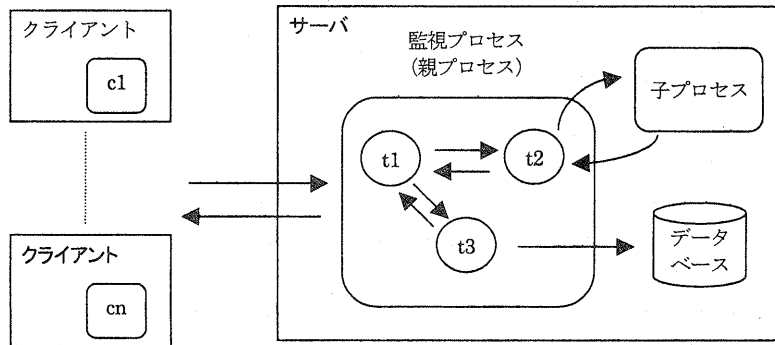 クライアント
c1
クライアント
cn
サーバ
監視プロセス
(親プロセス)
t1
t2
t3
子プロセス
データ
ベース